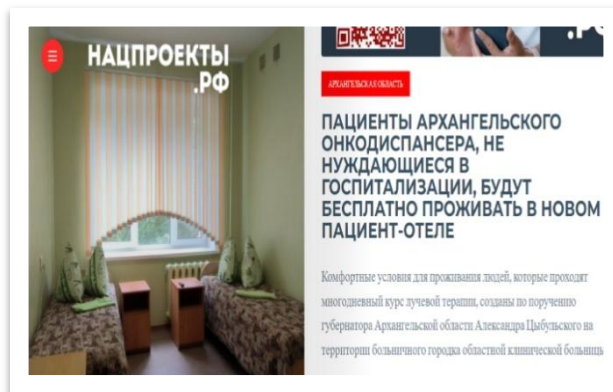 НАЦПРОЕКТЫ
.РФ
АРХАНГЕЛЬСКАЯ ОБЛАСТЬ
ПАЦИЕНТЫ АРХАНГЕЛЬСКОГО
ОНКОДИСПАНСЕРА, НЕ
НУЖДАЮЩИЕСЯ В
ГОСПИТАЛИЗАЦИИ, БУДУТ
БЕСПЛАТНО ПРОЖИВАТЬ В НОВОМ
ПАЦИЕНТ-ОТЕЛЕ
Комфортные условия для проживания людей, которые проходят
многодневный курс лучевой терапии, созданы по поручению
губернатора Архангельской области Александра Цыбульского на
территории больничного городка областной клинической больницы